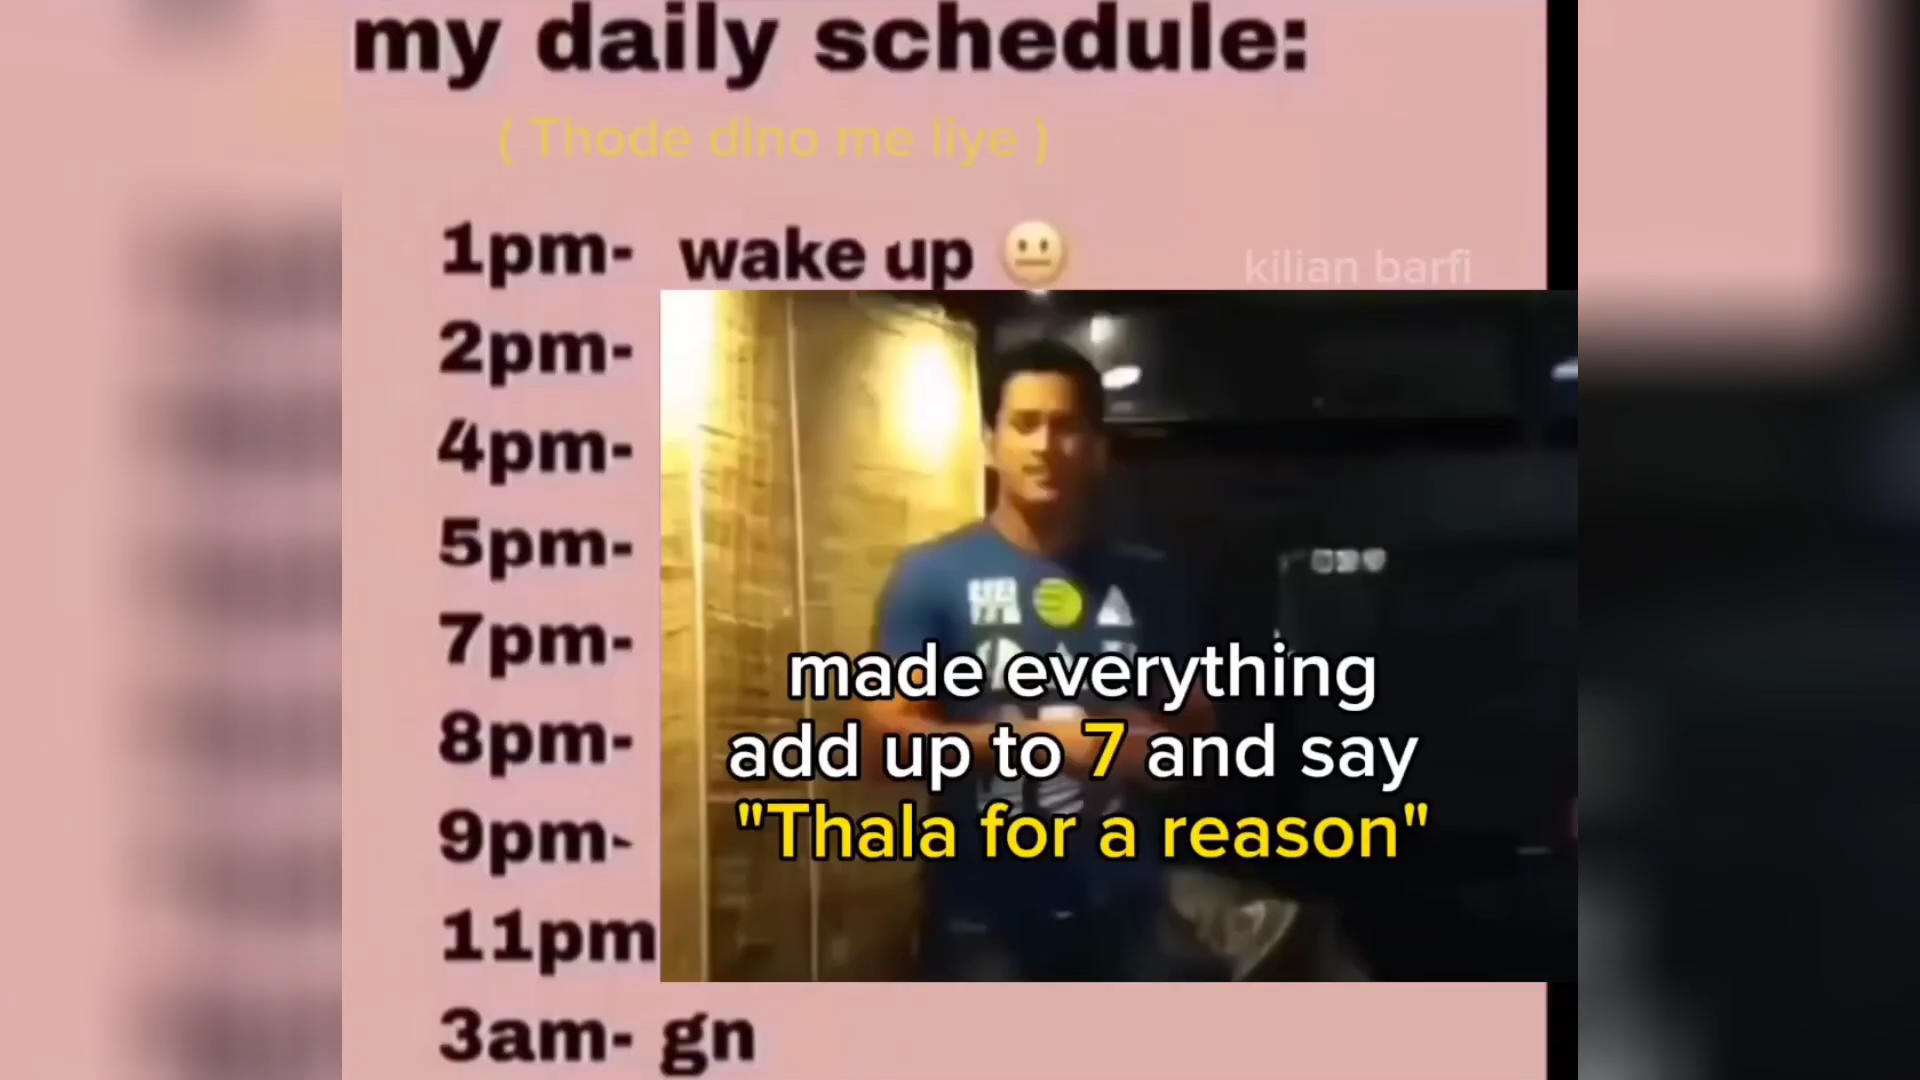 my daily schedule:
( Thode dino me liye )
1pm- wake up 😐
kilian barfi
2pm-
4pm-
5pm-
7pm-
8pm-
9pm-
11pm
made everything
add up to 7 and say
"Thala for a reason"
3am- gn